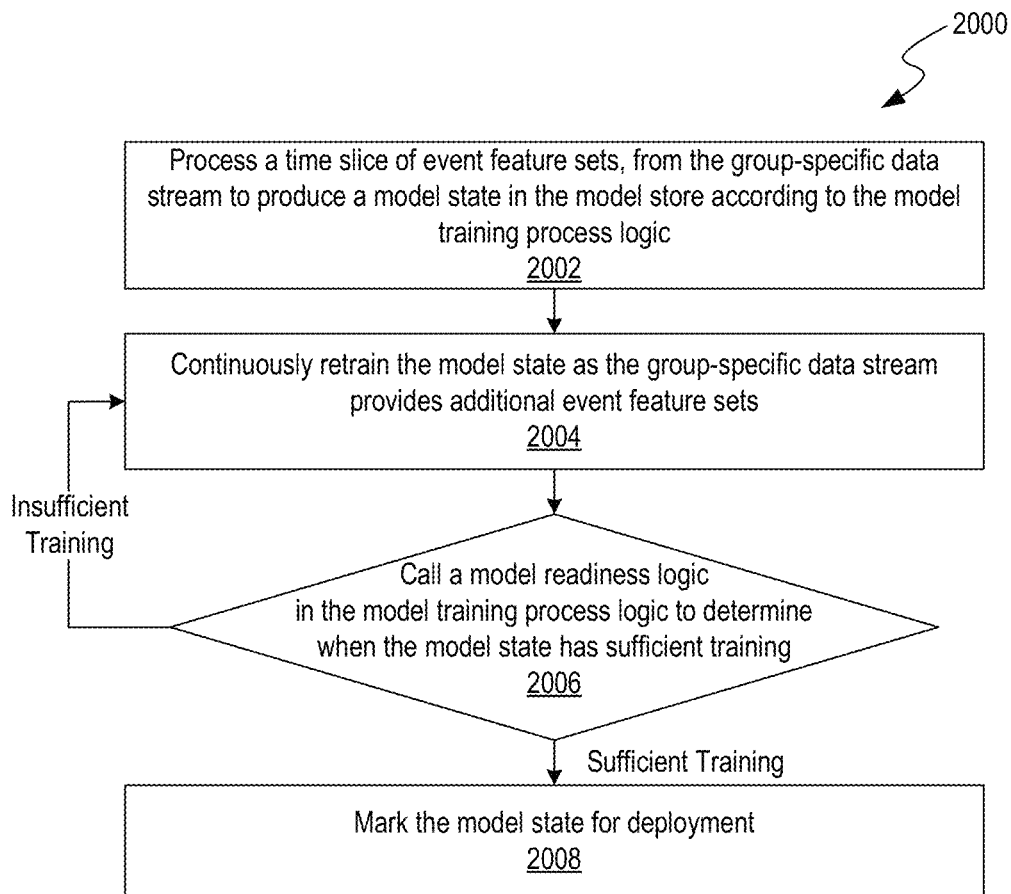 2000
Process a time slice of event feature sets, from the group-specific data
stream to produce a model state in the model store according to the model
training process logic
2002
Continuously retrain the model state as the group-specific data stream
provides additional event feature sets
2004
Insufficient
Training
Call a model readiness logic
in the model training process logic to determine
when the model state has sufficient training
2006
Sufficient Training
Mark the model state for deployment
2008